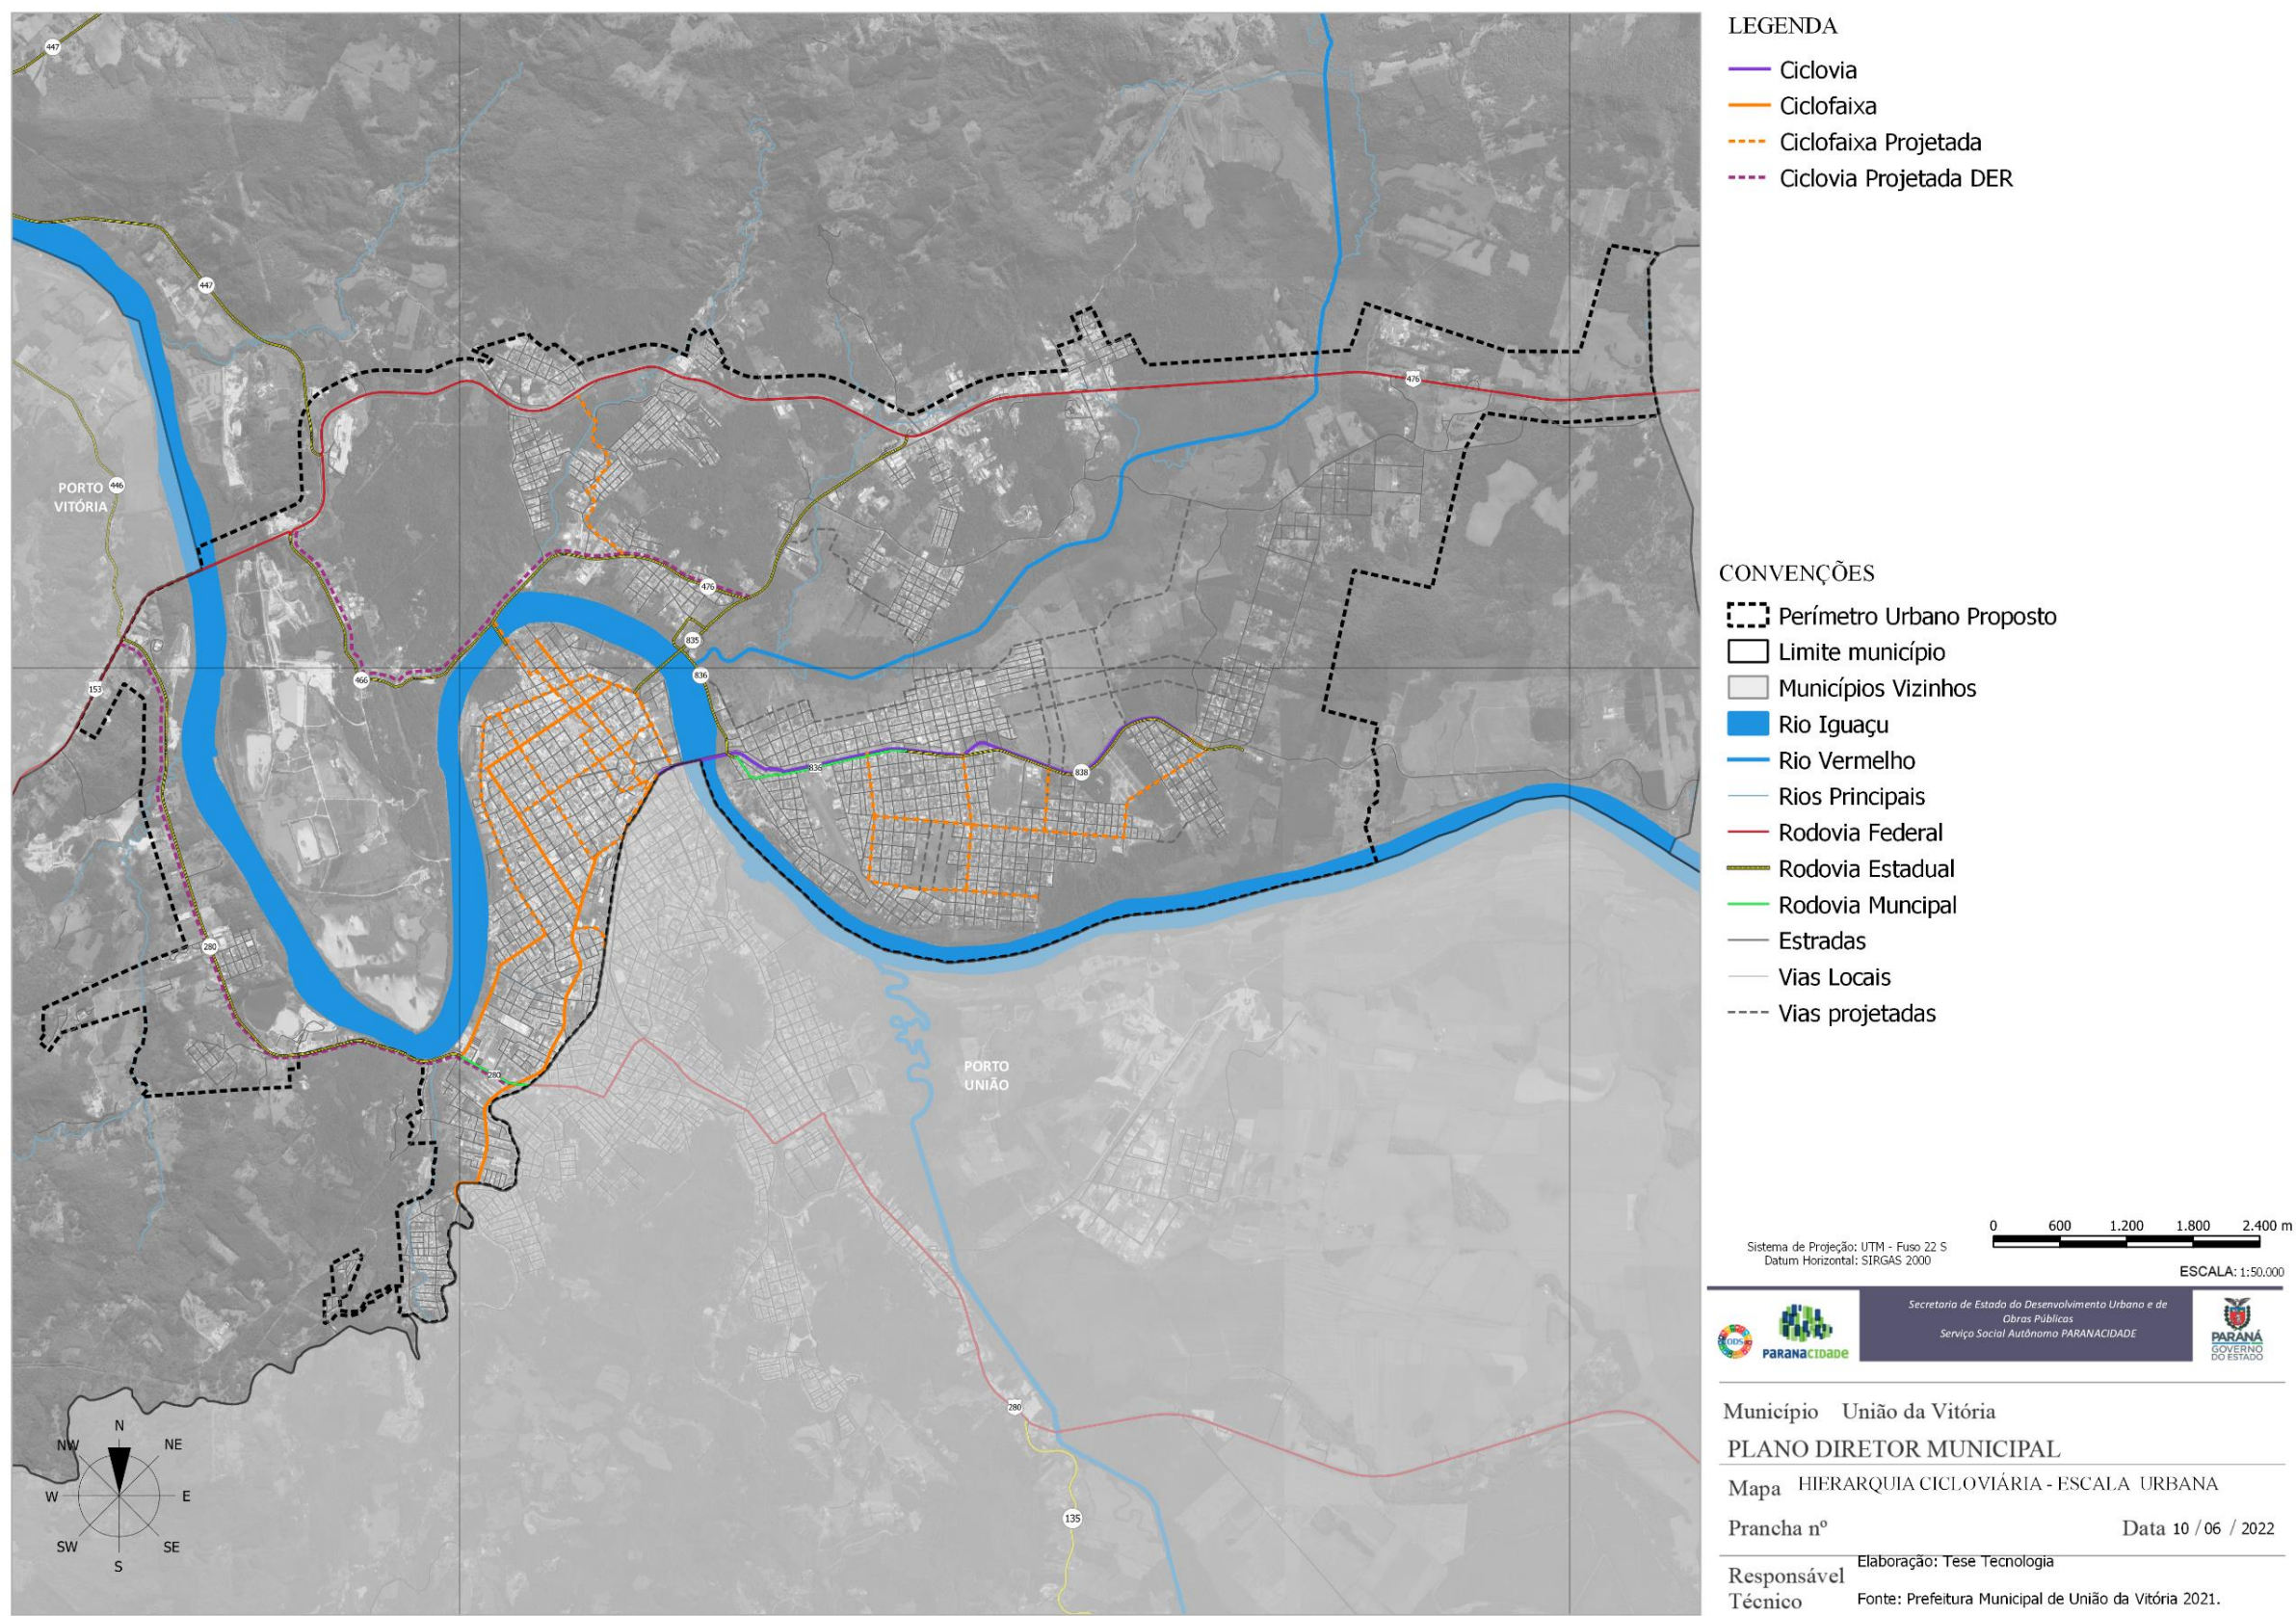 LEGENDA
Ciclovia
Ciclofaixa
Ciclofaixa Projetada
Ciclovia Projetada DER
447
447
476
PORTO
VITÓRIA
446
476
835
836
466
153
836
838
280
280
PORTO
UNIÃO
280
135
N
NW
NE
W
E
SW
SE
S
CONVENÇÕES
Perímetro Urbano Proposto
Limite município
Municípios Vizinhos
Rio Iguaçu
Rio Vermelho
Rios Principais
Rodovia Federal
Rodovia Estadual
Rodovia Muncipal
Estradas
Vias Locais
Vias projetadas
0 600 1.200 1.800 2.400 m
Sistema de Projeção: UTM - Fuso 22 S
Datum Horizontal: SIRGAS 2000
ESCALA: 1:50.000
ODS
PARANACIDADE
Secretaria de Estado do Desenvolvimento Urbano e de
Obras Públicas
Serviço Social Autônomo PARANACIDADE
PARANÁ
GOVERNO
DO ESTADO
Município União da Vitória
PLANO DIRETOR MUNICIPAL
Mapa HIERARQUIA CICLOVIÁRIA - ESCALA URBANA
Prancha nº Data 10 / 06 / 2022
Responsável
Técnico
Elaboração: Tese Tecnologia
Fonte: Prefeitura Municipal de União da Vitória 2021.